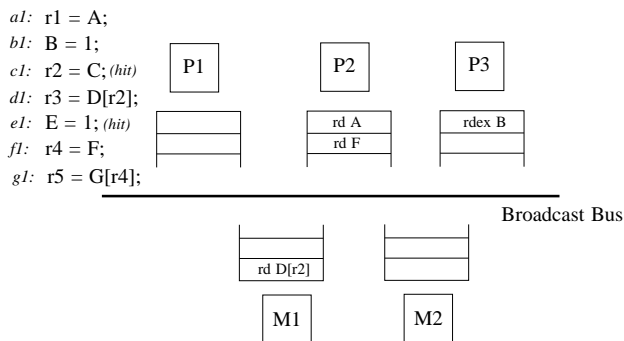 a1: r1 = A;
b1: B = 1;
c1: r2 = C; (hit)
d1: r3 = D[r2];
e1: E = 1; (hit)
f1: r4 = F;
g1: r5 = G[r4];
P1
P2
P3
rd A
rd F
rdex B
Broadcast Bus
rd D[r2]
M1
M2